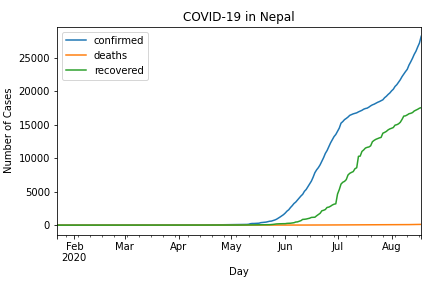 COVID-19 in Nepal
confirmed
deaths
recovered
Number of Cases
25000
20000
15000
10000
5000
0
Feb Mar Apr May Jun Jul Aug
2020
Day